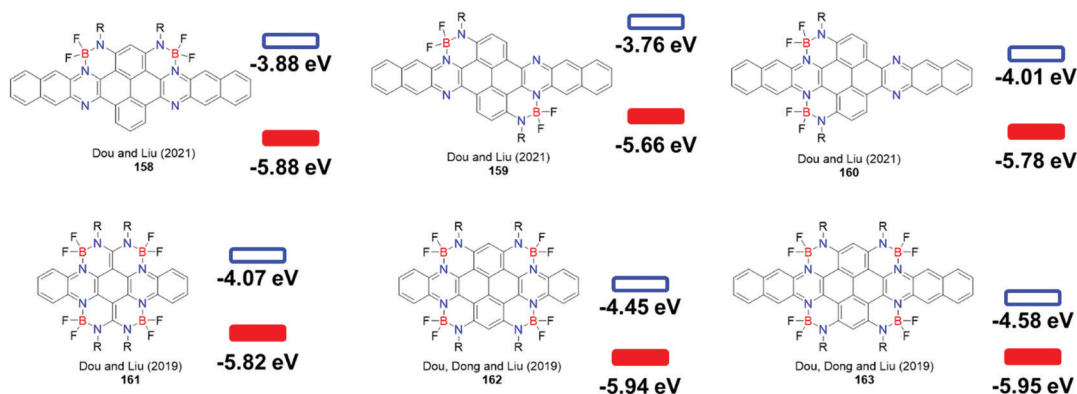 R R
F N N F
F B B F
N N
N N
-3.88 eV
-5.88 eV
Dou and Liu (2021)
158
R
F N
F B
N N
N N
B F
N F
R
-3.76 eV
-5.66 eV
Dou and Liu (2021)
159
R
F N
F B
N N
N N
F B
F N
R
-4.01 eV
-5.78 eV
Dou and Liu (2021)
160
R R
F N N F
F B B F
N N
N N
F B B F
F N N F
R R
-4.07 eV
-5.82 eV
Dou and Liu (2019)
161
R R
F N N F
F B B F
N N
N N
F B B F
F N N F
R R
-4.45 eV
-5.94 eV
Dou, Dong and Liu (2019)
162
R R
F N N F
F B B F
N N
N N
F B B F
F N N F
R R
-4.58 eV
-5.95 eV
Dou, Dong and Liu (2019)
163